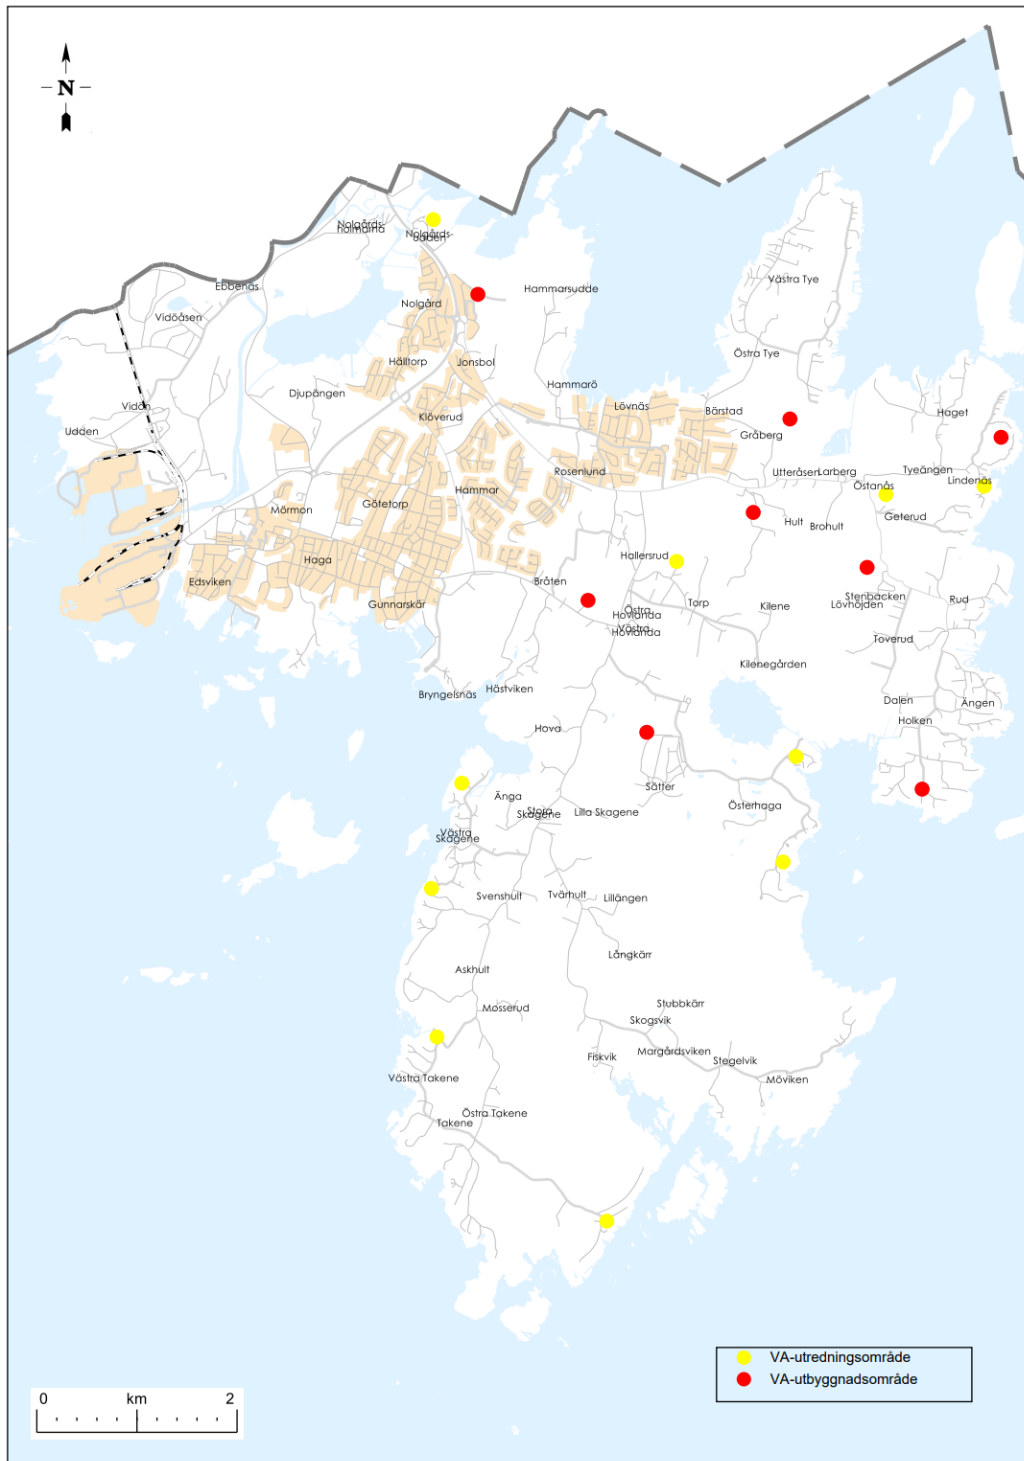 N
Nolgårds-
holmarna
Nolgårds-
udden
Ebbenäs
Hammarsudde
Västra Tye
Nolgård
Vidöåsen
Östra Tye
Hälltorp
Jonsbol
Djupängen
Hammarö
Vidön
Lövnäs
Bärstad
Haget
Klöverud
Udden
Gråberg
Rosenlund
Utteråsen
Larberg
Tyeängen
Lindenäs
Hammar
Östanås
Götetorp
Mörmon
Geterud
Hult
Brohult
Haga
Hallersrud
Edsviken
Bråten
Stenbacken
Lövhöjden
Rud
Gunnarskär
Torp
Kilene
Östra
Hovlanda
Västra
Hovlanda
Toverud
Kilenegården
Bryngelsnäs
Hästviken
Dalen
Ängen
Holken
Hova
Sätter
Änga
Österhaga
Stora
Skagene
Lilla Skagene
Västra
Skagene
Svenshult
Tvärhult
Lillängen
Långkärr
Askhult
Mosserud
Stubbkärr
Skogsvik
Fiskvik
Margårdsviken
Stegelvik
Västra Takene
Möviken
Östra Takene
Takene
VA-utredningsområde
VA-utbyggnadsområde
0 km 2